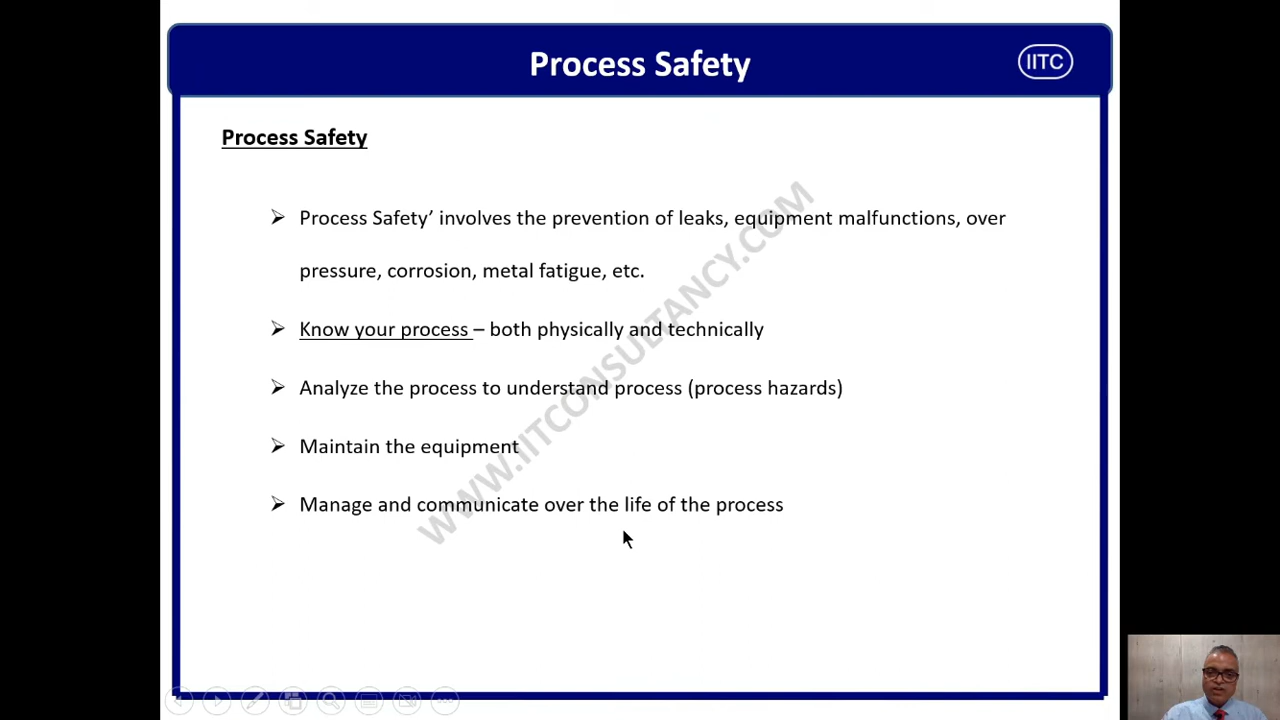 Process Safety
IITC
Process Safety
Process Safety’ involves the prevention of leaks, equipment malfunctions, over
pressure, corrosion, metal fatigue, etc.
Know your process – both physically and technically
Analyze the process to understand process (process hazards)
Maintain the equipment
Manage and communicate over the life of the process
WWW.IITCONSULTANCY.COM